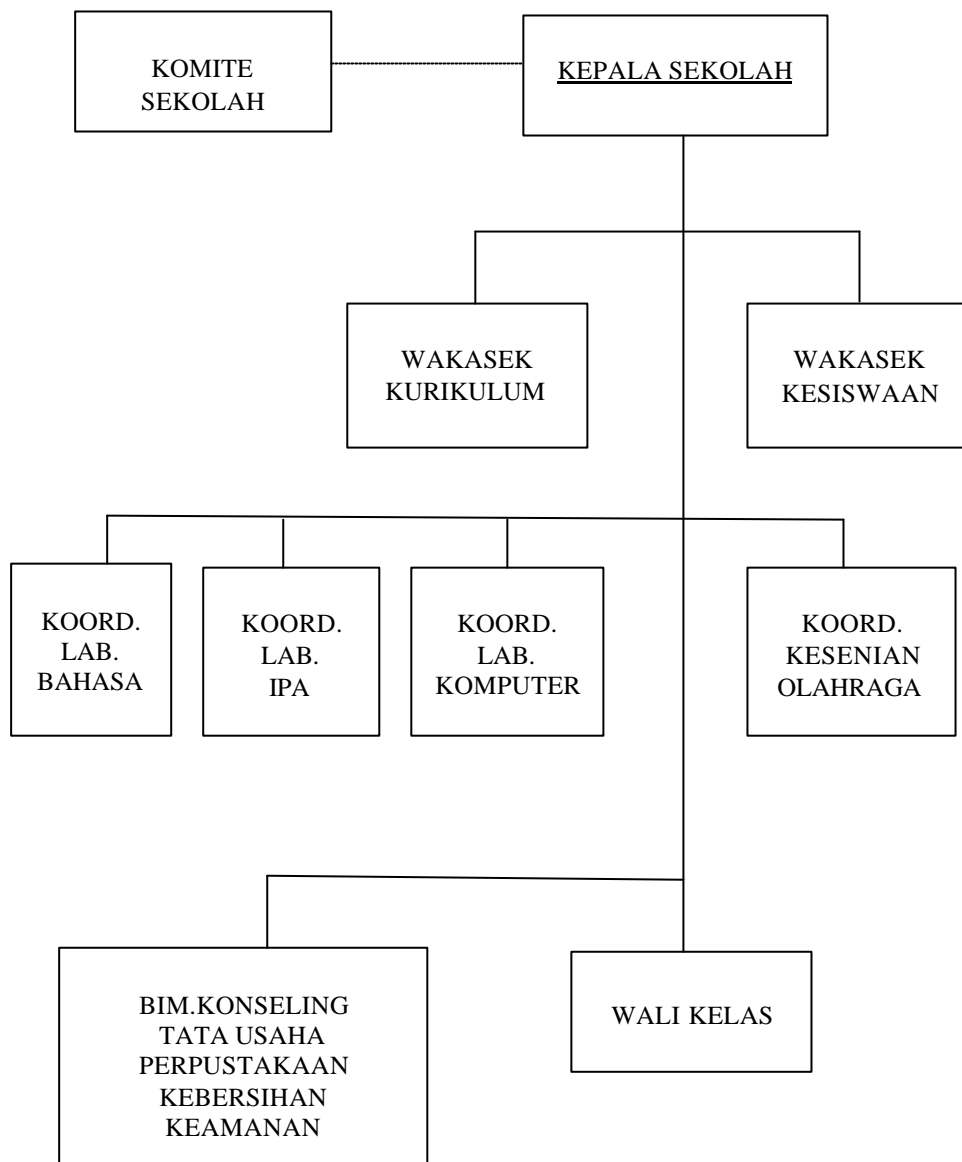 KOMITE
SEKOLAH
KEPALA SEKOLAH
WAKASEK
KURIKULUM
WAKASEK
KESISWAAN
KOORD.
LAB.
BAHASA
KOORD.
LAB.
IPA
KOORD.
LAB.
KOMPUTER
KOORD.
KESENIAN
OLAHRAGA
BIM.KONSELING
TATA USAHA
PERPUSTAKAAN
KEBERSIHAN
KEAMANAN
WALI KELAS